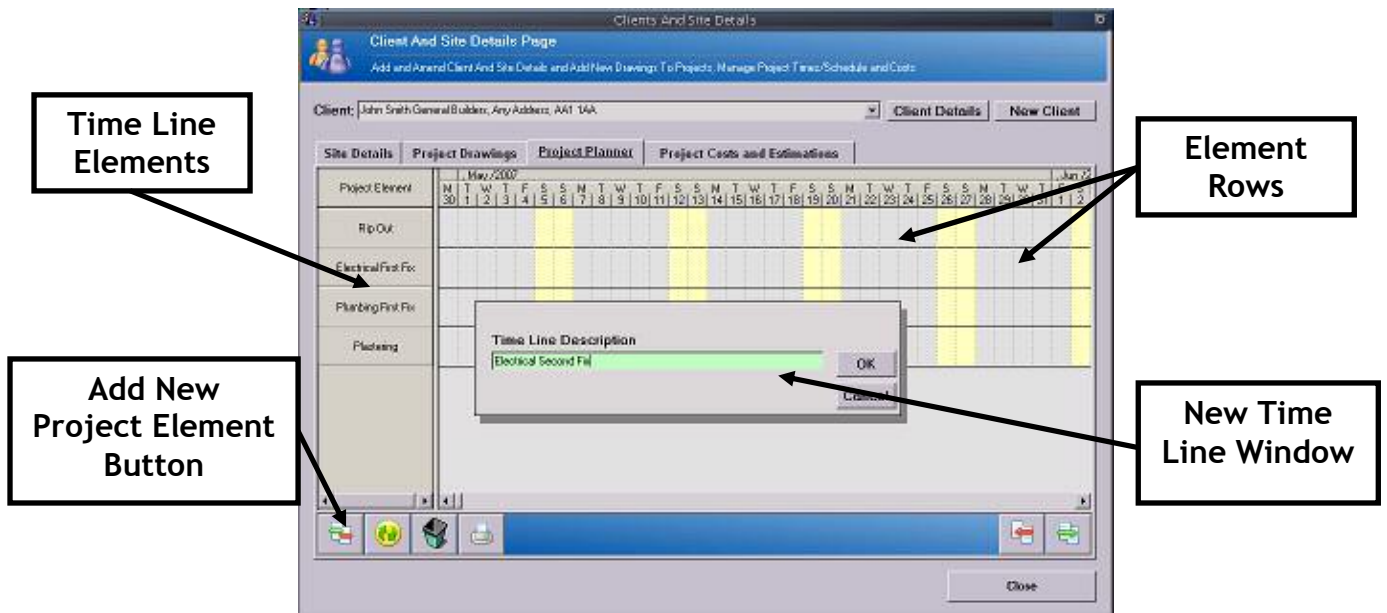 Clients And Site Details
Client And Site Details Page
Add and Amend Client And Site Details and Add New Drawings To Projects, Manage Project Times/Schedule and Costs
Client: John Smith General Builders, Any Address, AA1 1AA
Client Details
New Client
Site Details
Project Drawings
Project Planner
Project Costs and Estimations
Project Element
, May /2007
, Jun /2
M T W T F S S M T W T F S S M T W T F S S M T W T F S S M T W T F S
30 1 2 3 4 5 6 7 8 9 10 11 12 13 14 15 16 17 18 19 20 21 22 23 24 25 26 27 28 29 30 31 1 2
Rip Out
Electrical First Fix
Plumbing First Fix
Plastering
Time Line Description
Electrical Second Fix
OK
Cancel
Close
Time Line
Elements
Add New
Project Element
Button
Element
Rows
New Time
Line Window